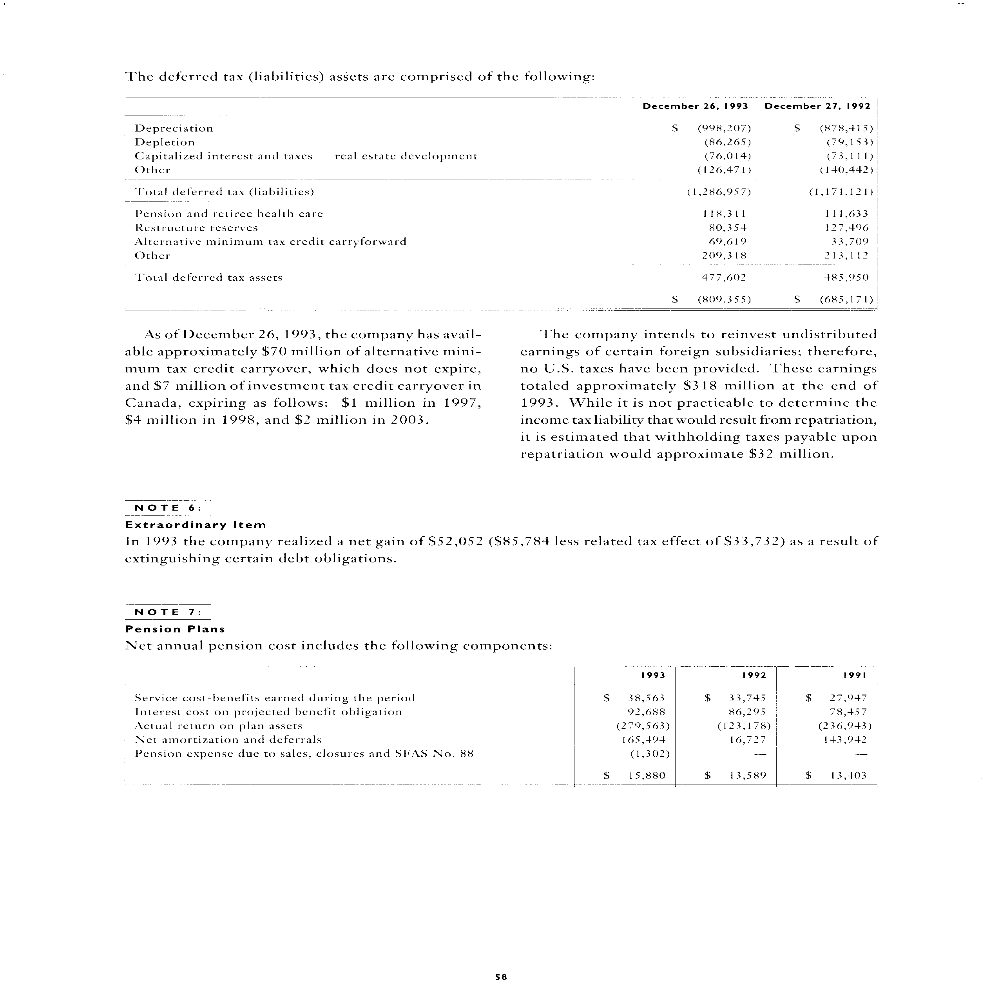 The deferred tax (liabilities) assets are comprised of the following:
December 26, 1993 December 27, 1992
Depreciation $ (998,207) $ (878,415)
Depletion (86,265) (79,153)
Capitalized interest and taxes — real estate development (76,014) (73,111)
Other (126,471) (140,442)
Total deferred tax (liabilities) (1,286,957) (1,171,121)
Pension and retiree health care 118,311 111,633
Restructure reserves 80,354 127,496
Alternative minimum tax credit carryforward 69,619 33,709
Other 209,318 213,112
Total deferred tax assets 477,602 485,950
$ (809,355) $ (685,171)
As of December 26, 1993, the company has avail-
able approximately $70 million of alternative mini-
mum tax credit carryover, which does not expire,
and $7 million of investment tax credit carryover in
Canada, expiring as follows: $1 million in 1997,
$4 million in 1998, and $2 million in 2003.
The company intends to reinvest undistributed
earnings of certain foreign subsidiaries; therefore,
no U.S. taxes have been provided. These earnings
totaled approximately $318 million at the end of
1993. While it is not practicable to determine the
income tax liability that would result from repatriation,
it is estimated that withholding taxes payable upon
repatriation would approximate $32 million.
NOTE 6:
Extraordinary Item
In 1993 the company realized a net gain of $52,052 ($85,784 less related tax effect of $33,732) as a result of
extinguishing certain debt obligations.
NOTE 7:
Pension Plans
Net annual pension cost includes the following components:
1993 1992 1991
Service cost-benefits earned during the period $ 38,563 $ 33,745 $ 27,947
Interest cost on projected benefit obligation 92,688 86,295 78,457
Actual return on plan assets (279,563) (123,178) (236,943)
Net amortization and deferrals 165,494 16,727 143,942
Pension expense due to sales, closures and SFAS No. 88 (1,302) — —
$ 15,880 $ 13,589 $ 13,403
58